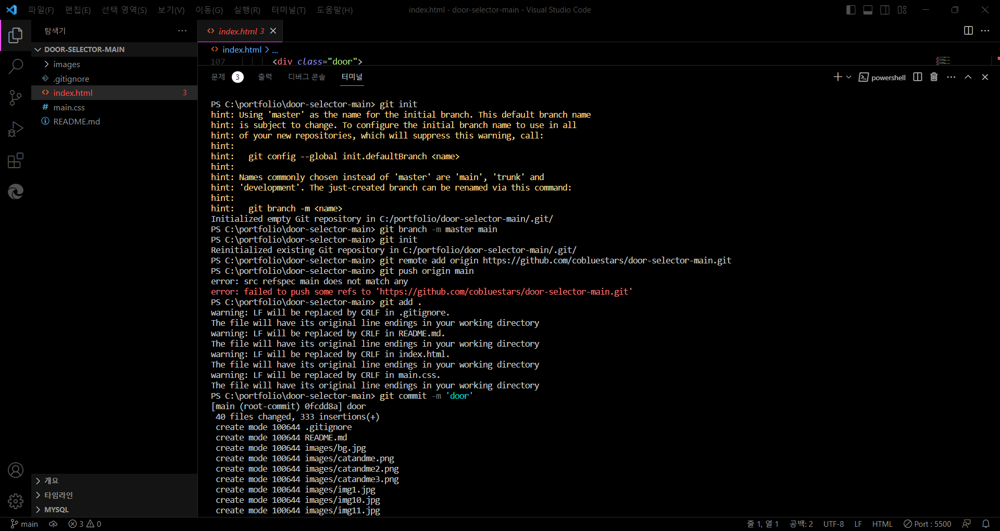 파일(F) 편집(E) 선택 영역(S) 보기(V) 이동(G) 실행(R) 터미널(T) 도움말(H) index.html - door-selector-main - Visual Studio Code
탐색기
index.html 3
DOOR-SELECTOR-MAIN
images
.gitignore
index.html 3
main.css
README.md
index.html > ...
107 <div class="door">
문제 3 출력 디버그 콘솔 터미널 powershell
PS C:\portfolio\door-selector-main> git init
hint: Using 'master' as the name for the initial branch. This default branch name
hint: is subject to change. To configure the initial branch name to use in all
hint: of your new repositories, which will suppress this warning, call:
hint:
hint:   git config --global init.defaultBranch <name>
hint:
hint: Names commonly chosen instead of 'master' are 'main', 'trunk' and
hint: 'development'. The just-created branch can be renamed via this command:
hint:
hint:   git branch -m <name>
Initialized empty Git repository in C:/portfolio/door-selector-main/.git/
PS C:\portfolio\door-selector-main> git branch -m master main
PS C:\portfolio\door-selector-main> git init
Reinitialized existing Git repository in C:/portfolio/door-selector-main/.git/
PS C:\portfolio\door-selector-main> git remote add origin https://github.com/cobluestars/door-selector-main.git
PS C:\portfolio\door-selector-main> git push origin main
error: src refspec main does not match any
error: failed to push some refs to 'https://github.com/cobluestars/door-selector-main.git'
PS C:\portfolio\door-selector-main> git add .
warning: LF will be replaced by CRLF in .gitignore.
The file will have its original line endings in your working directory
warning: LF will be replaced by CRLF in README.md.
The file will have its original line endings in your working directory
warning: LF will be replaced by CRLF in index.html.
The file will have its original line endings in your working directory
warning: LF will be replaced by CRLF in main.css.
The file will have its original line endings in your working directory
PS C:\portfolio\door-selector-main> git commit -m 'door'
[main (root-commit) 0fcdd8a] door
 40 files changed, 333 insertions(+)
 create mode 100644 .gitignore
 create mode 100644 README.md
 create mode 100644 images/bg.jpg
 create mode 100644 images/catandme.png
 create mode 100644 images/catandme2.png
 create mode 100644 images/catandme3.png
 create mode 100644 images/img1.jpg
 create mode 100644 images/img10.jpg
 create mode 100644 images/img11.jpg
개요
타임라인
MYSQL
main 3 0 줄 1, 열 1 공백: 2 UTF-8 LF HTML Port : 5500